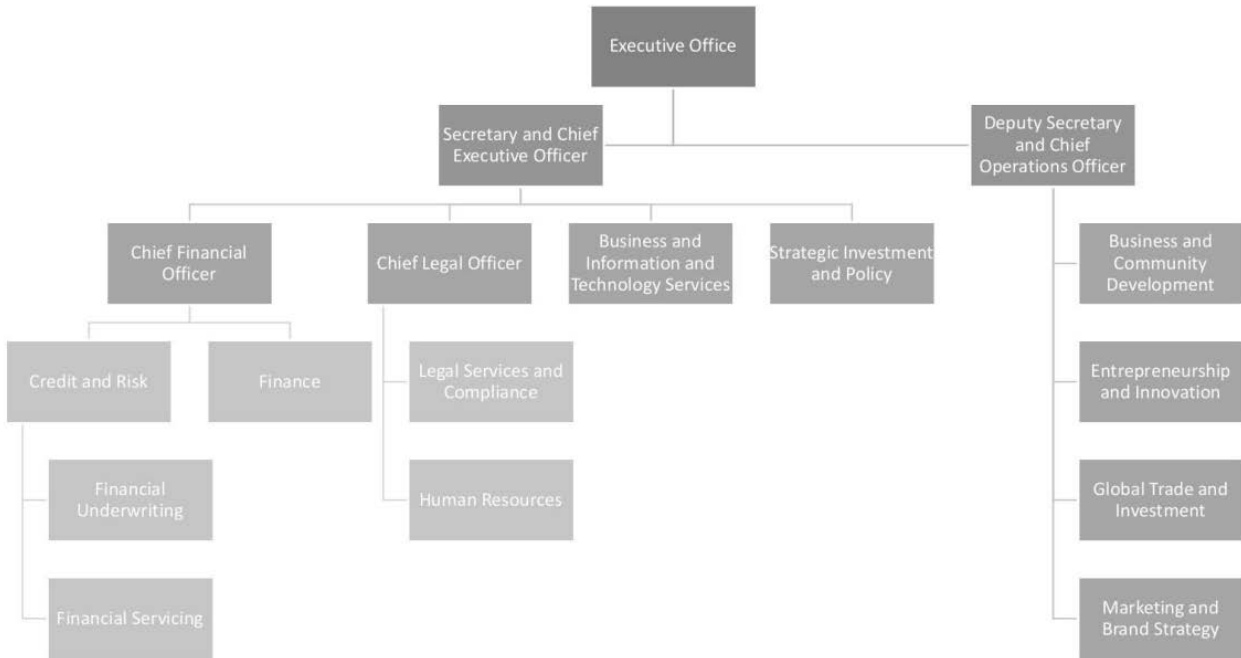 Executive Office
Secretary and Chief
Executive Officer
Deputy Secretary
and Chief
Operations Officer
Chief Financial
Officer
Chief Legal Officer
Business and
Information and
Technology Services
Strategic Investment
and Policy
Business and
Community
Development
Credit and Risk
Finance
Legal Services and
Compliance
Entrepreneurship
and Innovation
Financial
Underwriting
Human Resources
Global Trade and
Investment
Financial Servicing
Marketing and
Brand Strategy